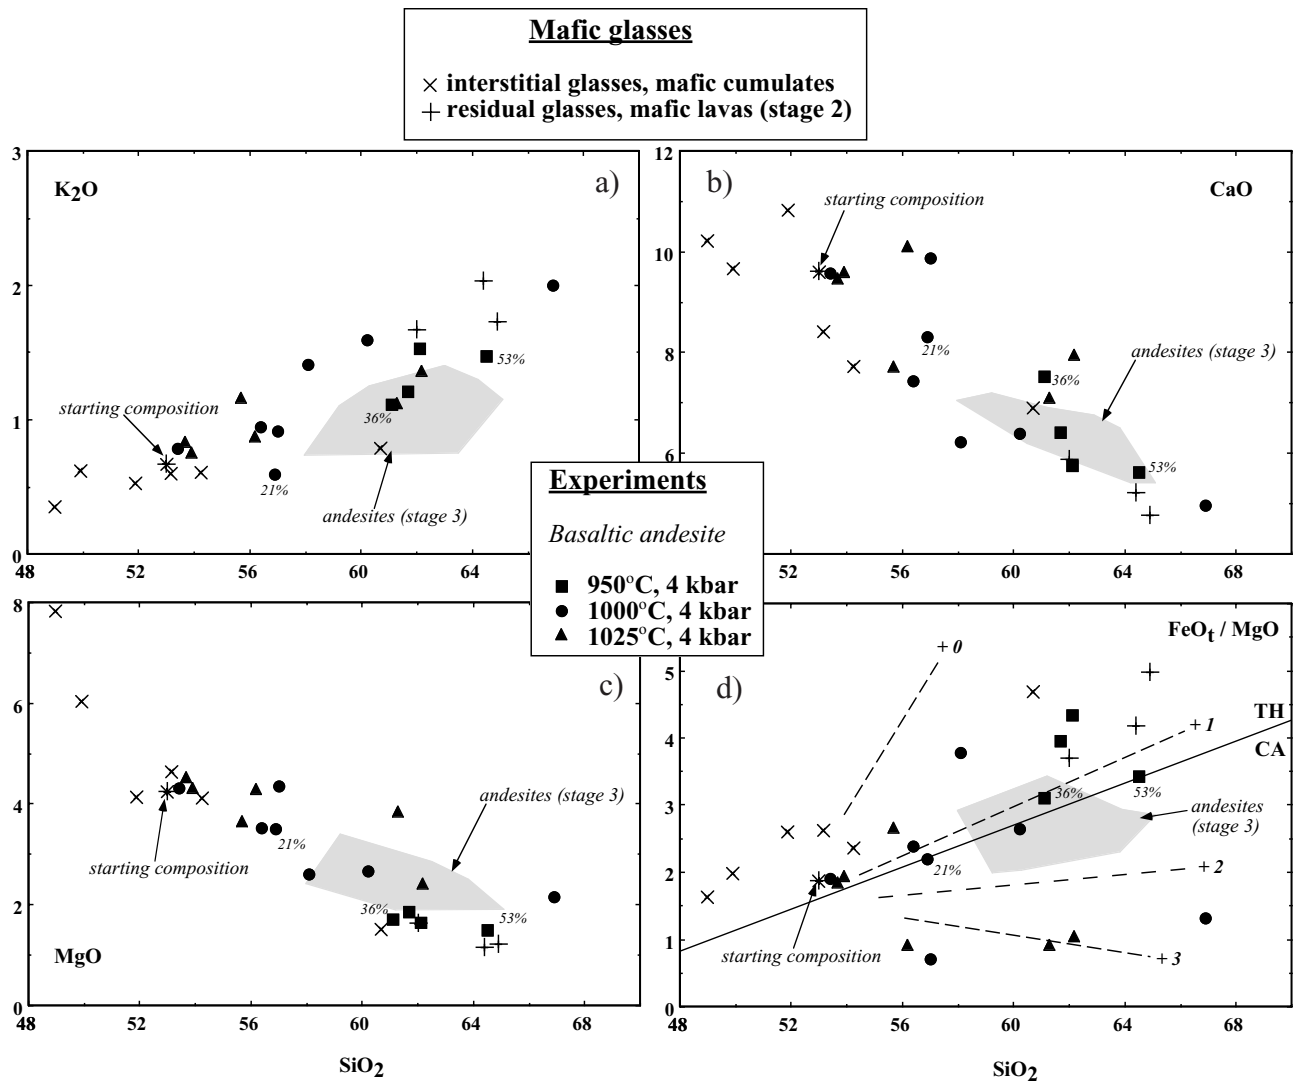 Mafic glasses
× interstitial glasses, mafic cumulates
+ residual glasses, mafic lavas (stage 2)
3
2
1
0
48
52
56
60
64
68
K2O
a)
starting composition
21%
36%
53%
andesites (stage 3)
12
10
8
6
52
56
60
64
68
b)
CaO
starting composition
21%
36%
53%
andesites (stage 3)
Experiments
Basaltic andesite
■ 950°C, 4 kbar
● 1000°C, 4 kbar
▲ 1025°C, 4 kbar
8
6
4
2
0
48
52
56
60
64
68
c)
MgO
starting composition
21%
36%
53%
andesites (stage 3)
SiO2
5
4
3
2
1
0
48
52
56
60
64
68
d)
FeOt / MgO
+ 0
+ 1
+ 2
+ 3
TH
CA
starting composition
21%
36%
53%
andesites
(stage 3)
SiO2